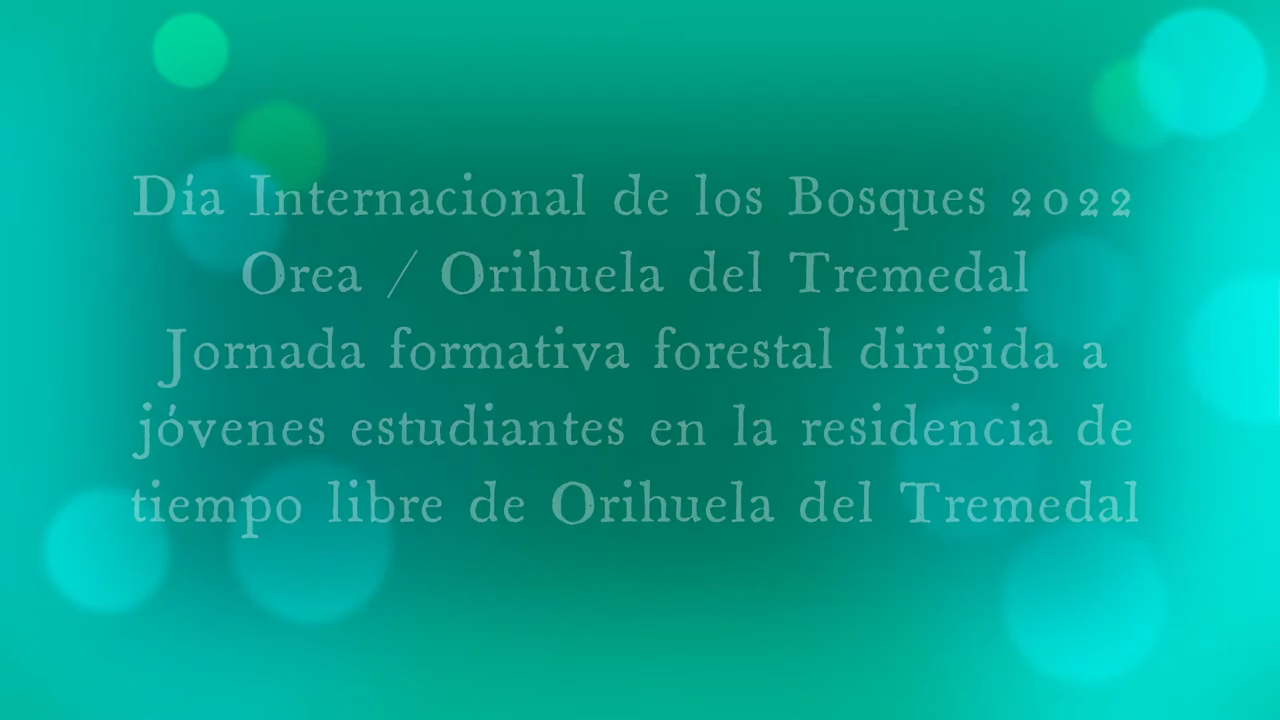 Día Internacional de los Bosques 2022
Orea / Orihuela del Tremedal
Jornada formativa forestal dirigida a
jóvenes estudiantes en la residencia de
tiempo libre de Orihuela del Tremedal